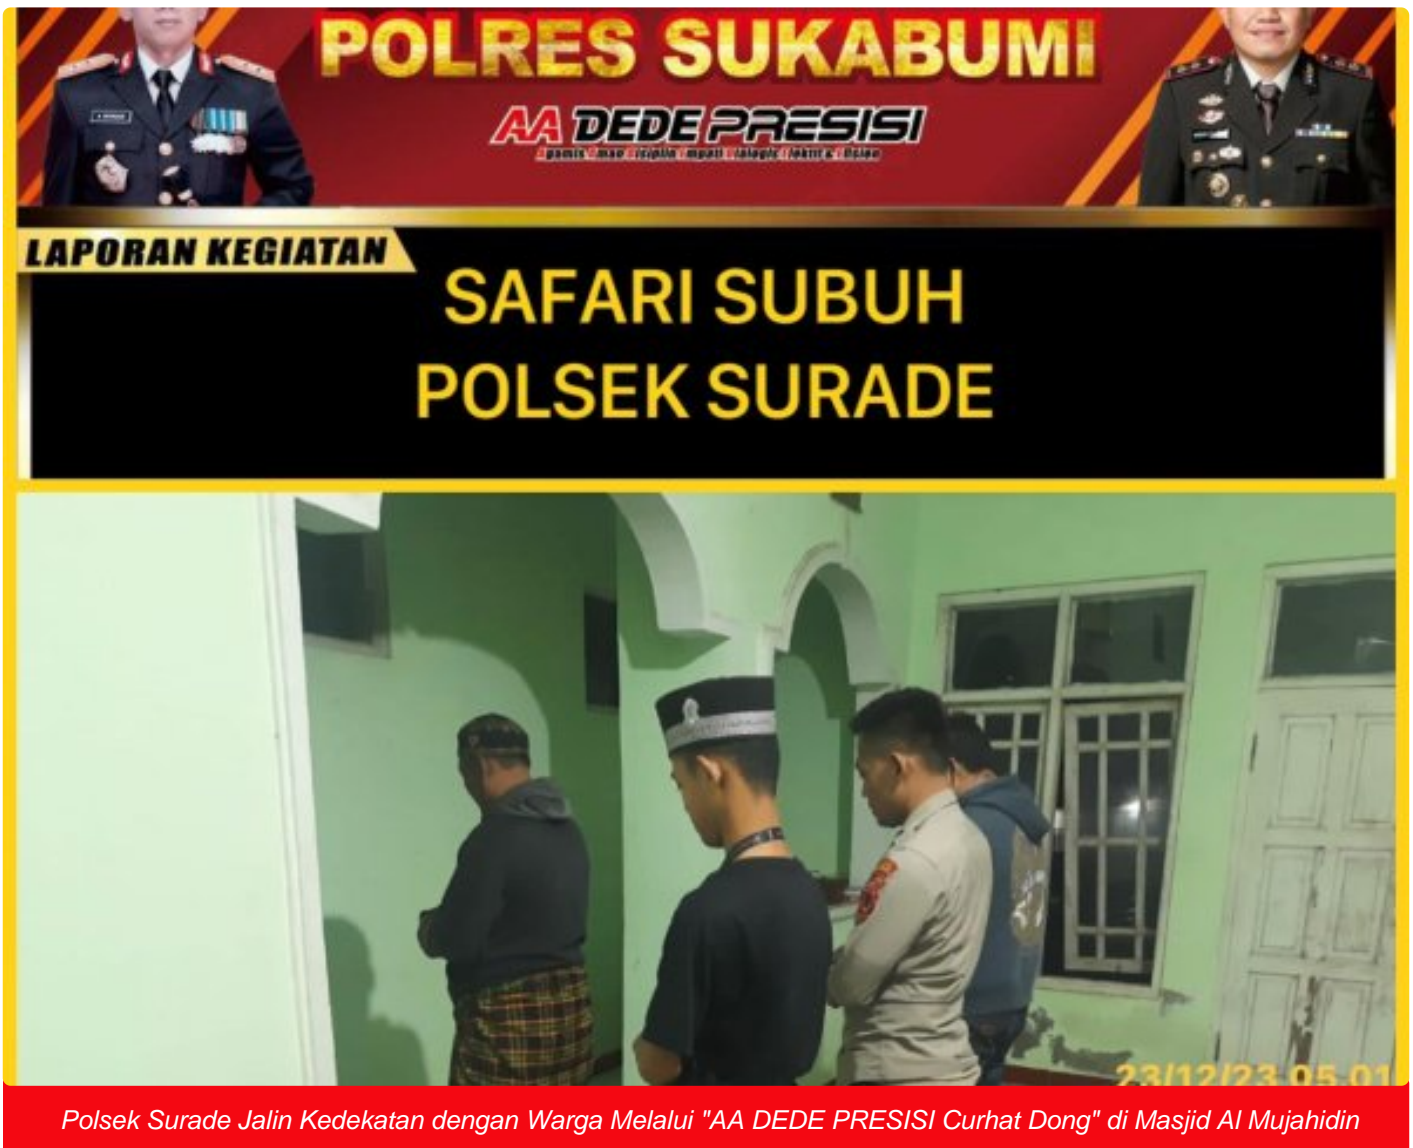 POLRES SUKABUMI
AA DEDE PRESISI
LAPORAN KEGIATAN
SAFARI SUBUH
POLSEK SURADE
23/12/23 05.01
Polsek Surade Jalin Kedekatan dengan Warga Melalui "AA DEDE PRESISI Curhat Dong" di Masjid Al Mujahidin